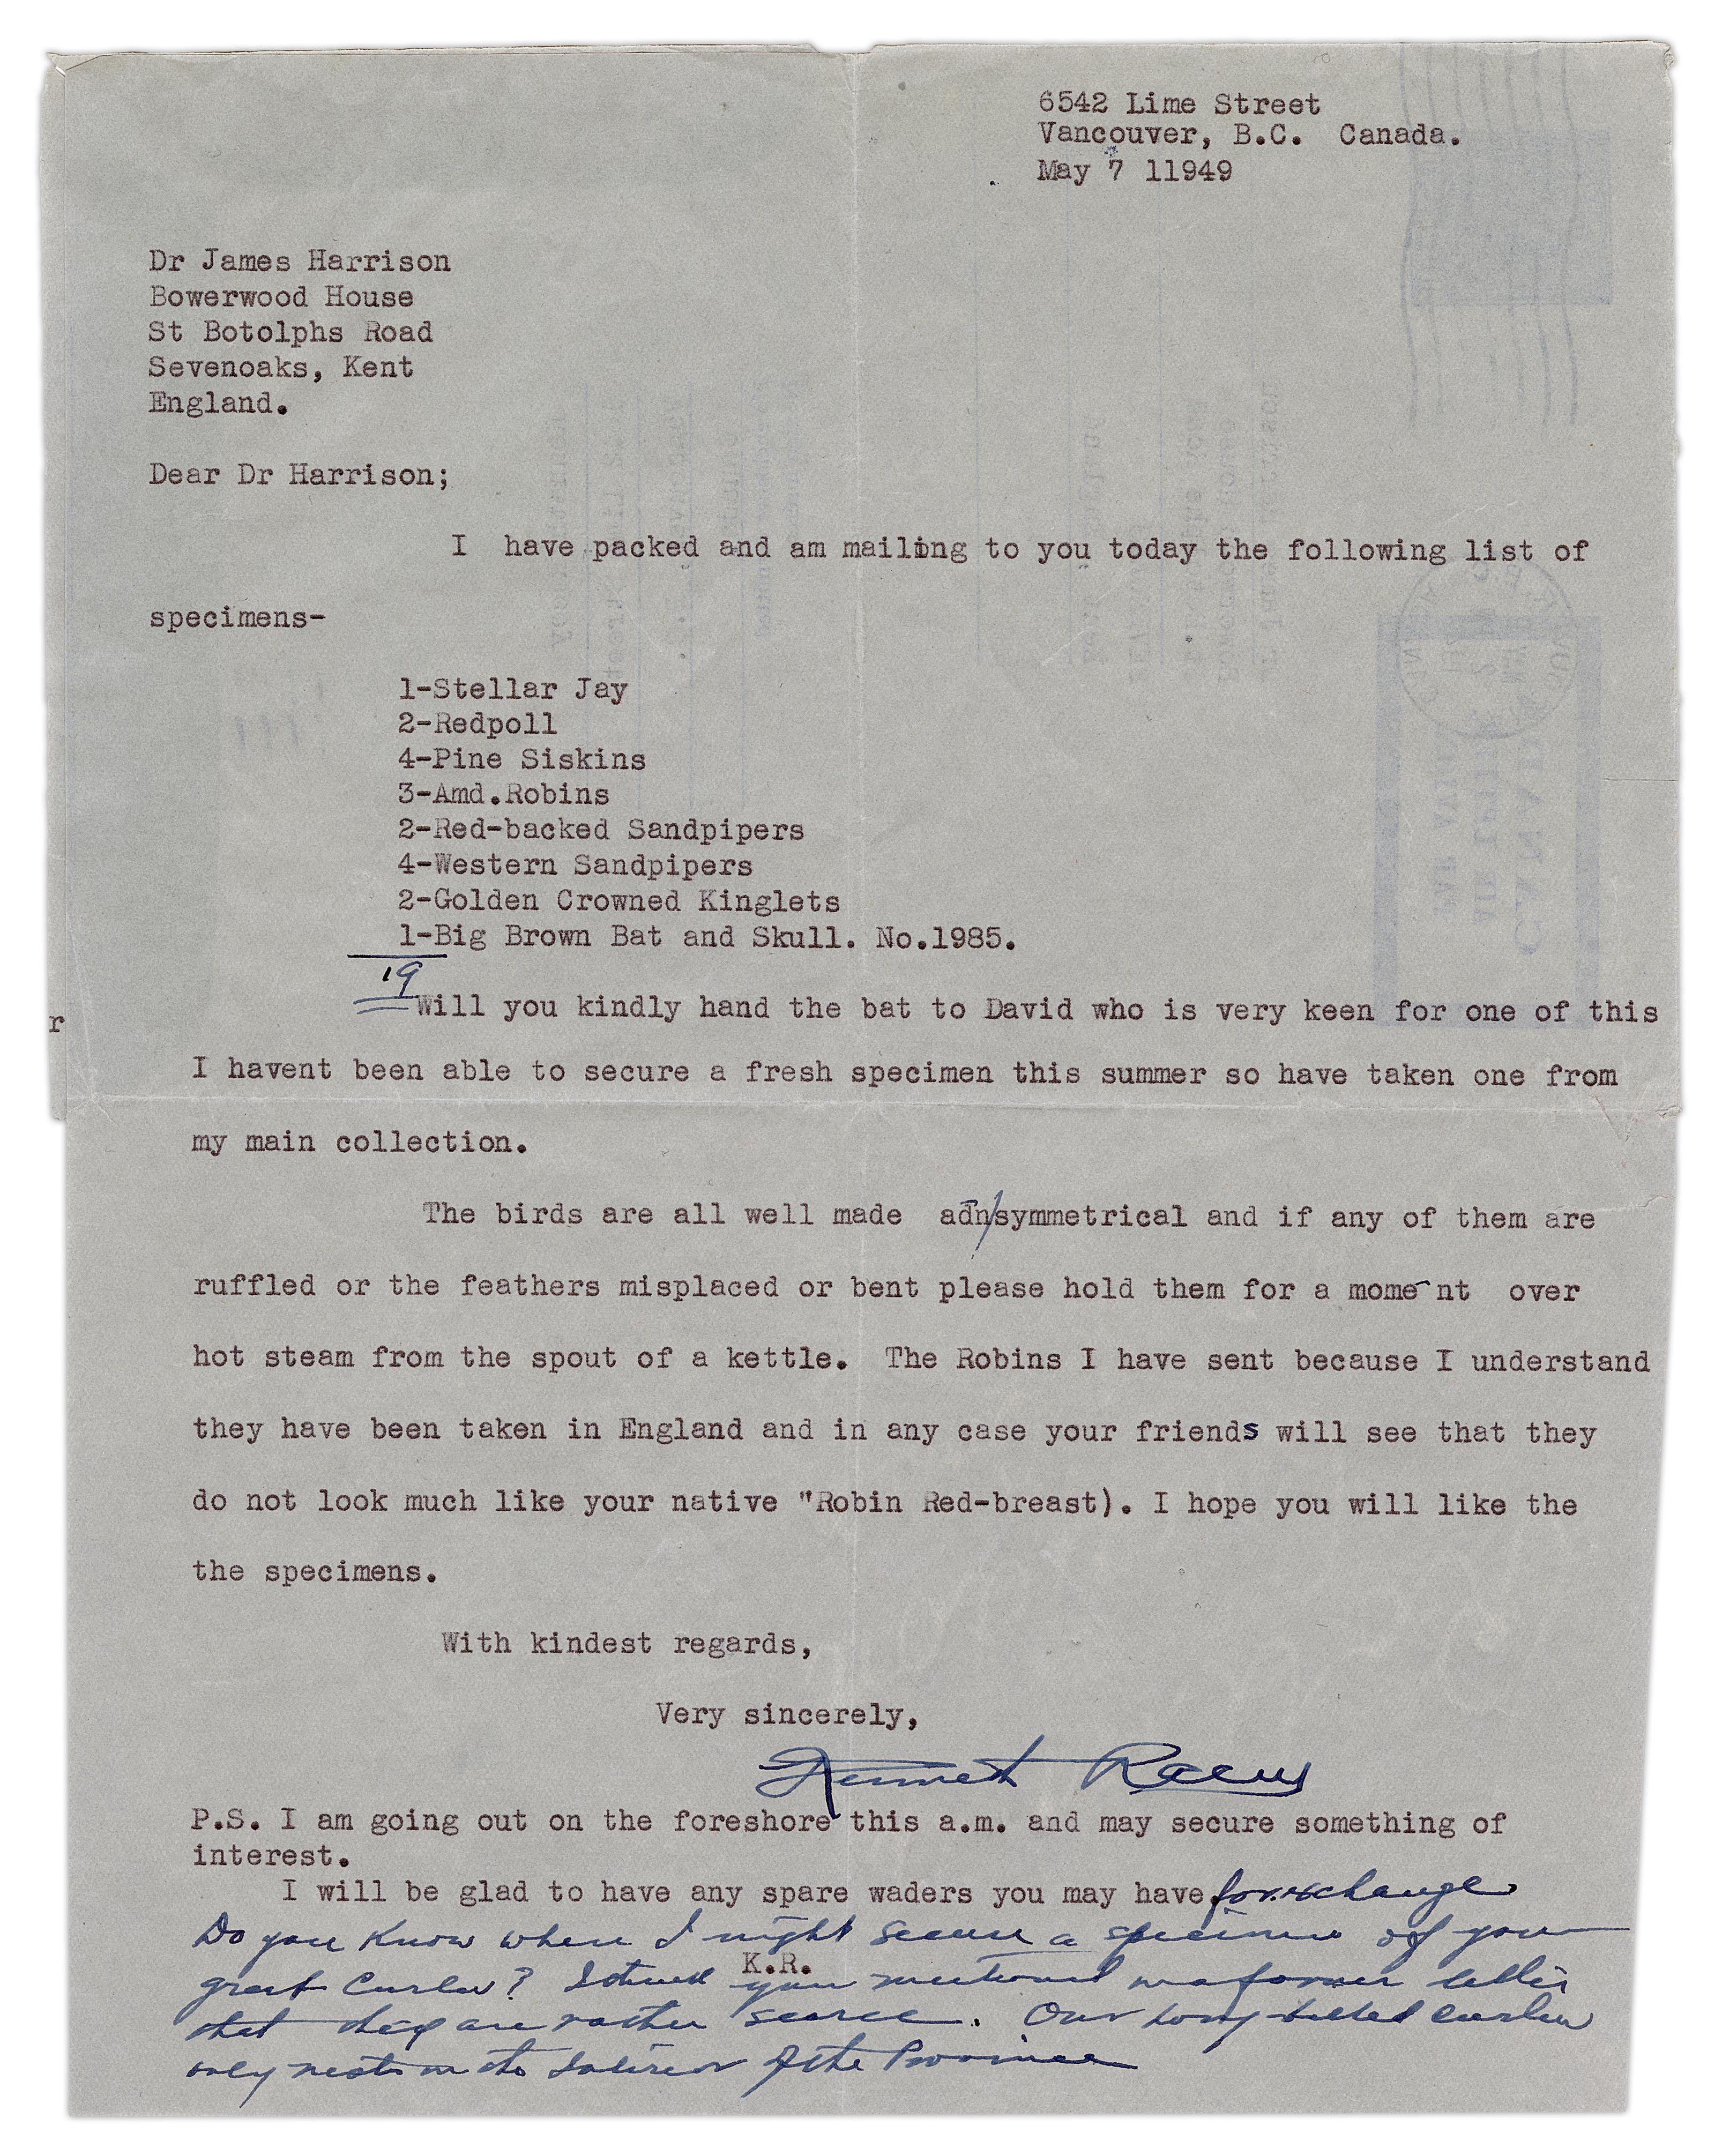 6542 Lime Street
Vancouver, B.C. Canada.
May 7 11949
Dr James Harrison
Bowerwood House
St Botolphs Road
Sevenoaks, Kent
England.
Dear Dr Harrison;
I have packed and am mailing to you today the following list of
specimens-
1-Stellar Jay
2-Redpoll
4-Pine Siskins
3-Amd.Robins
2-Red-backed Sandpipers
4-Western Sandpipers
2-Golden Crowned Kinglets
1-Big Brown Bat and Skull. No.1985.
19
Will you kindly hand the bat to David who is very keen for one of this
r
I havent been able to secure a fresh specimen this summer so have taken one from
my main collection.
The birds are all well made adn/symmetrical and if any of them are
ruffled or the feathers misplaced or bent please hold them for a mome nt over
hot steam from the spout of a kettle. The Robins I have sent because I understand
they have been taken in England and in any case your friends will see that they
do not look much like your native "Robin Red-breast). I hope you will like the
the specimens.
With kindest regards,
Very sincerely,
Kenneth Racey
P.S. I am going out on the foreshore this a.m. and may secure something of
interest.
I will be glad to have any spare waders you may have for exchange
Do you know where I might secure a specimen of your
K.R.
great Curlew? I think you mentioned in a former letter
that they are rather scarce. Our long-billed curlew
only nests in the Interior of the Province